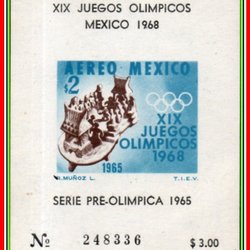 XIX JUEGOS OLIMPICOS
MEXICO 1968
AEREO MEXICO
$2
XIX
JUEGOS
OLIMPICOS
1968
1965
R.MUÑOZ L. T.I.E.V.
SERIE PRE-OLIMPICA 1965
Nº 248336 $ 3.00